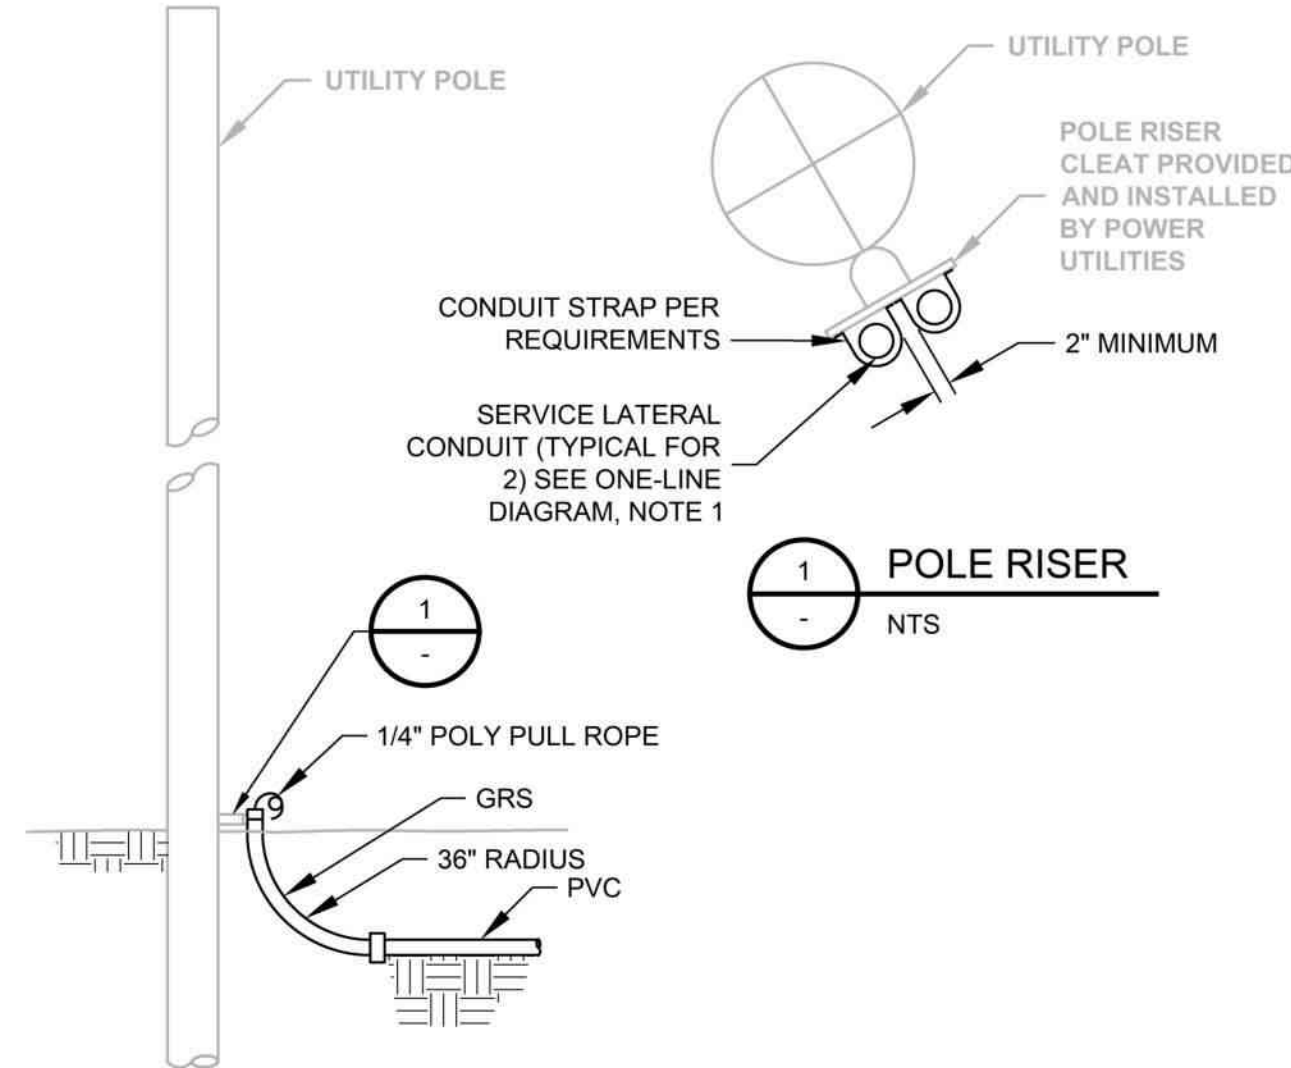 UTILITY POLE
UTILITY POLE
POLE RISER
CLEAT PROVIDED
AND INSTALLED
BY POWER
UTILITIES
CONDUIT STRAP PER
REQUIREMENTS
2" MINIMUM
SERVICE LATERAL
CONDUIT (TYPICAL FOR
2) SEE ONE-LINE
DIAGRAM, NOTE 1
1
-
POLE RISER
NTS
1
-
1/4" POLY PULL ROPE
GRS
36" RADIUS
PVC